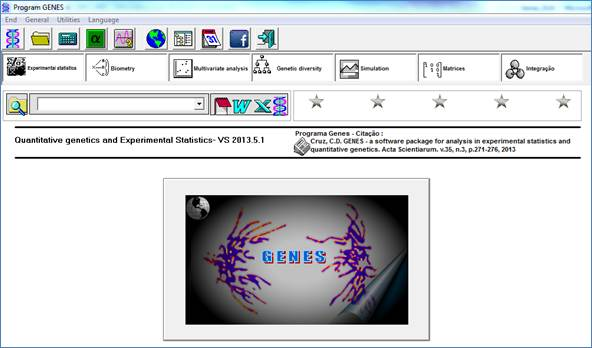 Program GENES
End General Utilities Language
Experimental statistics
Biometry
Multivariate analysis
Genetic diversity
Simulation
Matrices
Integração
Quantitative genetics and Experimental Statistics- VS 2013.5.1
Programa Genes - Citação :
Cruz, C.D. GENES - a software package for analysis in experimental statistics and
quantitative genetics. Acta Scientiarum. v.35, n.3, p.271-276, 2013
GENES